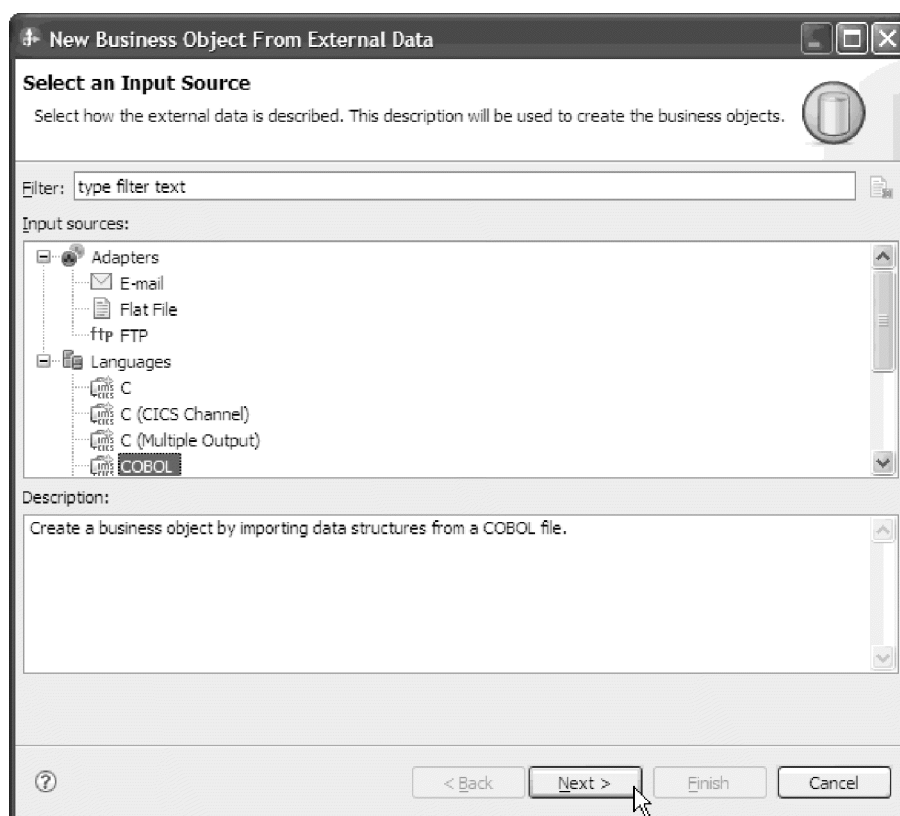 New Business Object From External Data
Select an Input Source
Select how the external data is described. This description will be used to create the business objects.
Filter: type filter text
Input sources:
Adapters
E-mail
Flat File
ftp FTP
Languages
C
C (CICS Channel)
C (Multiple Output)
COBOL
Description:
Create a business object by importing data structures from a COBOL file.
? < Back Next > Finish Cancel